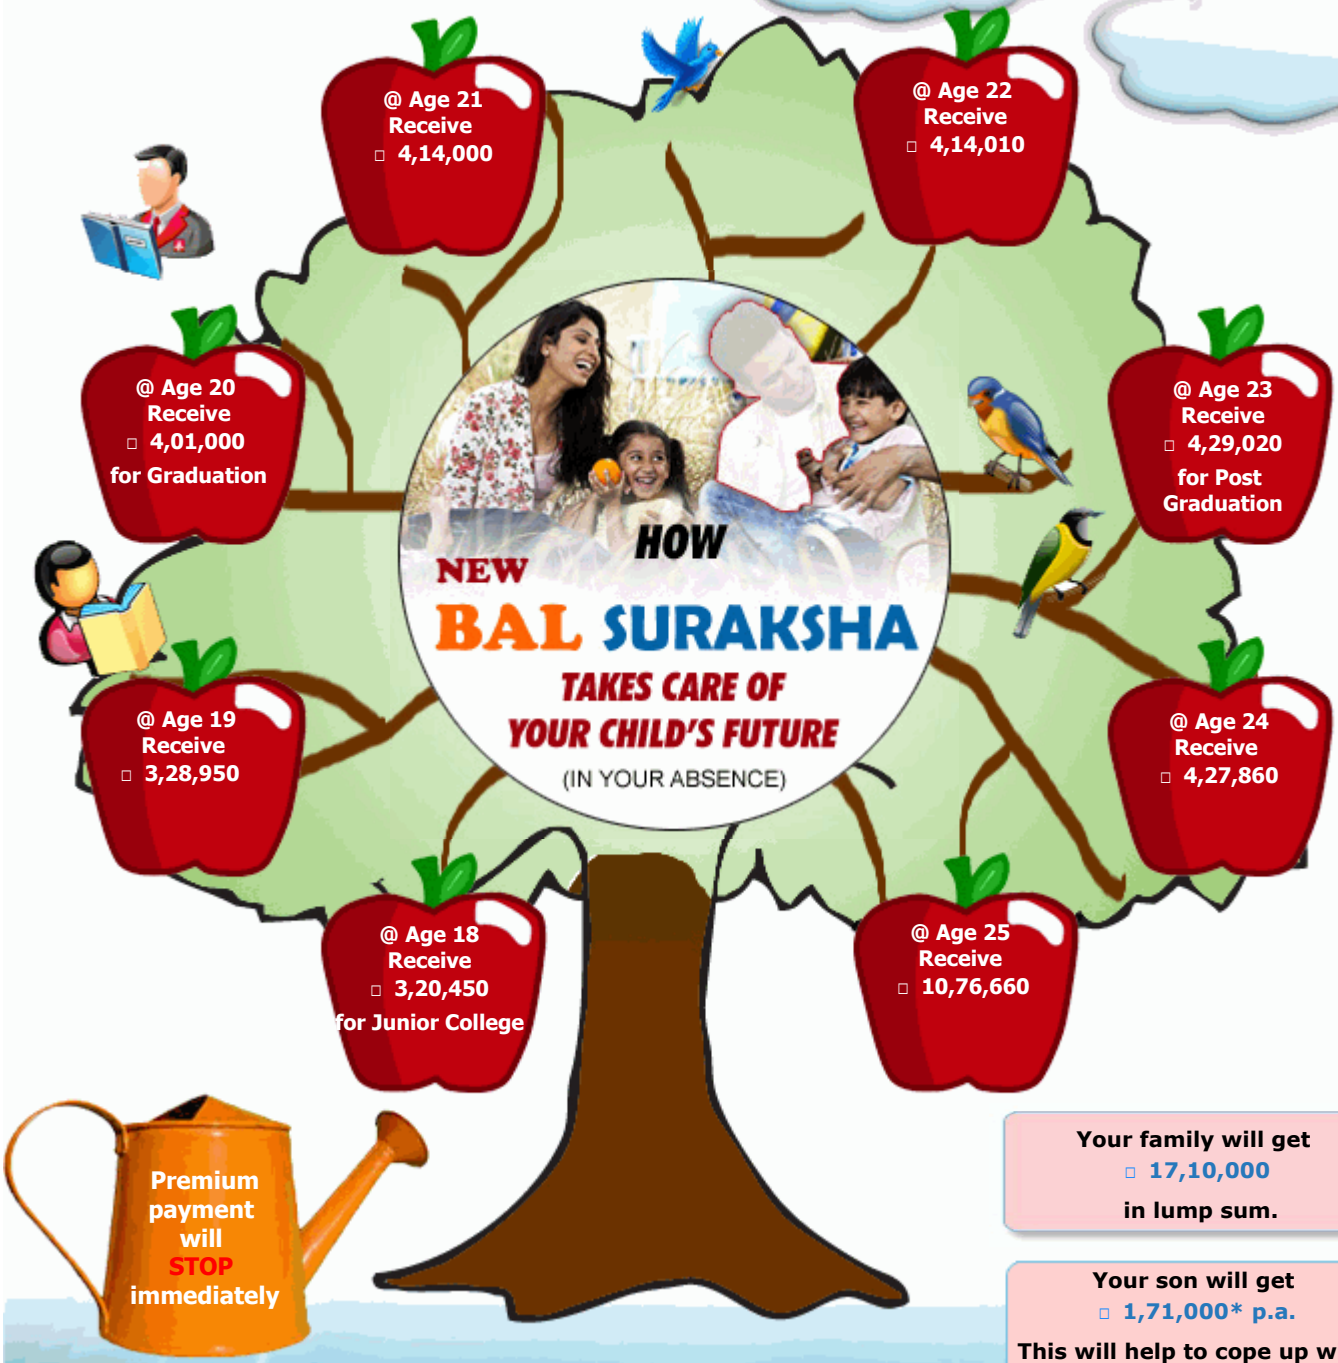 @ Age 21
Receive
□ 4,14,000
@ Age 22
Receive
□ 4,14,010
@ Age 20
Receive
□ 4,01,000
for Graduation
@ Age 23
Receive
□ 4,29,020
for Post
Graduation
HOW
NEW
BAL SURAKSHA
TAKES CARE OF
YOUR CHILD'S FUTURE
(IN YOUR ABSENCE)
@ Age 19
Receive
□ 3,28,950
@ Age 24
Receive
□ 4,27,860
@ Age 18
Receive
□ 3,20,450
for Junior College
@ Age 25
Receive
□ 10,76,660
Premium
payment
will
STOP
immediately
Your family will get
□ 17,10,000
in lump sum.
Your son will get
□ 1,71,000* p.a.
This will help to cope up w